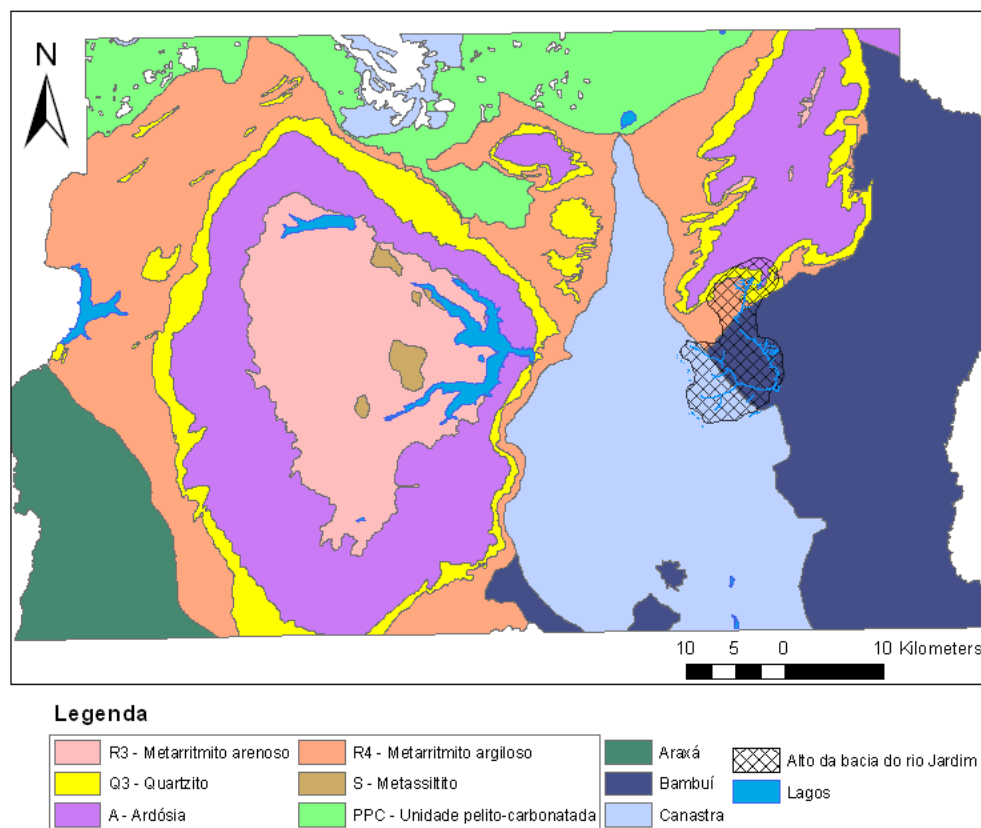 N
10 5 0 10 Kilometers
Legenda
R3 - Metarritmito arenoso
Q3 - Quartzito
A - Ardósia
R4 - Metarritmito argiloso
S - Metassiltito
PPC - Unidade pelito-carbonatada
Araxá
Bambuí
Canastra
Alto da bacia do rio Jardim
Lagos